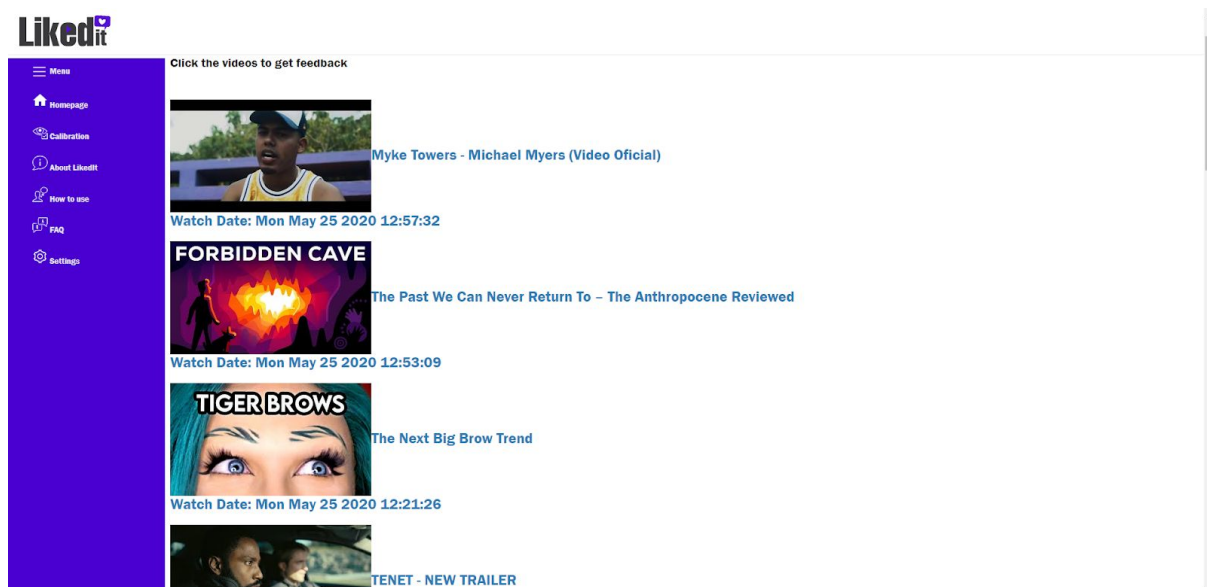 Likedit
Menu
Homepage
Calibration
About LikedIt
How to use
FAQ
Settings
Click the videos to get feedback
Myke Towers - Michael Myers (Video Oficial)
Watch Date: Mon May 25 2020 12:57:32
FORBIDDEN CAVE
The Past We Can Never Return To – The Anthropocene Reviewed
Watch Date: Mon May 25 2020 12:53:09
TIGER BROWS
The Next Big Brow Trend
Watch Date: Mon May 25 2020 12:21:26
TENET - NEW TRAILER